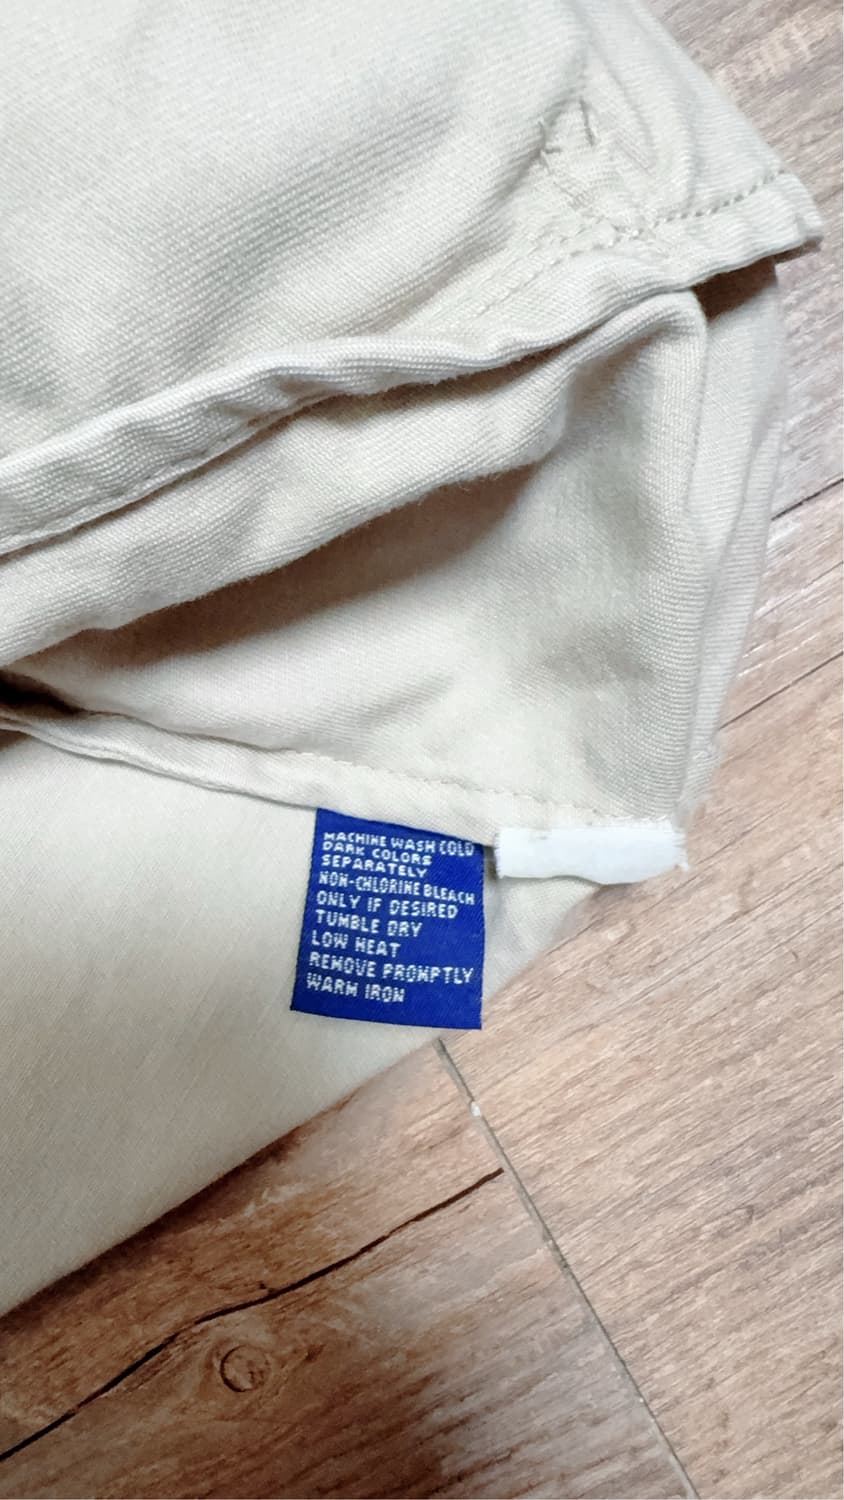 MACHINE WASH COLD
DARK COLORS
SEPARATELY
NON-CHLORINE BLEACH
ONLY IF DESIRED
TUMBLE DRY
LOW HEAT
REMOVE PROMPTLY
WARM IRON